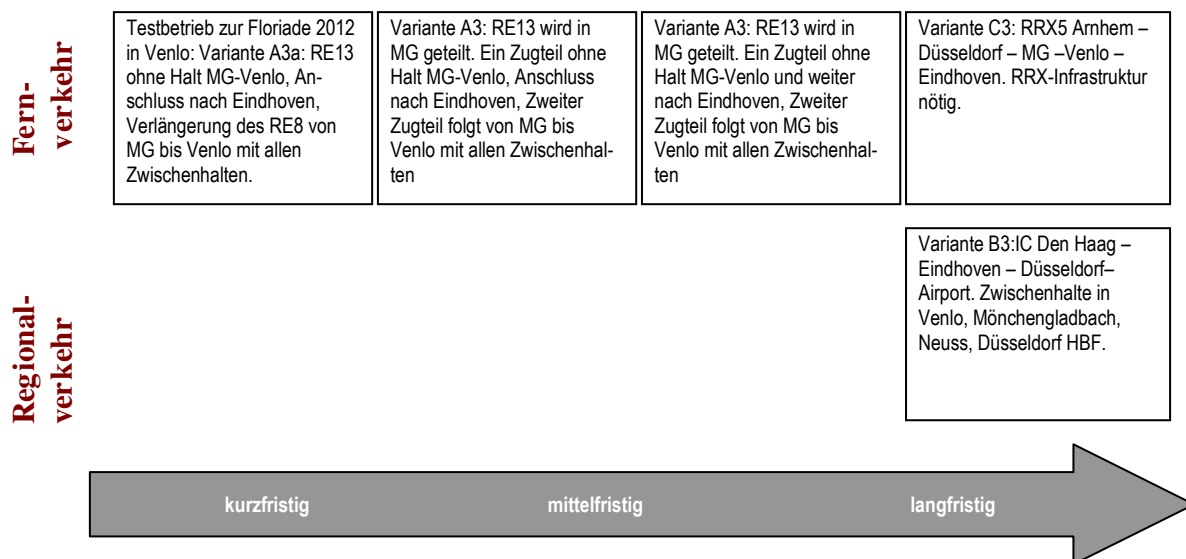 Fern-
verkehr
Testbetrieb zur Floriade 2012
in Venlo: Variante A3a: RE13
ohne Halt MG-Venlo, An-
schluss nach Eindhoven,
Verlängerung des RE8 von
MG bis Venlo mit allen
Zwischenhalten.
Variante A3: RE13 wird in
MG geteilt. Ein Zugteil ohne
Halt MG-Venlo, Anschluss
nach Eindhoven, Zweiter
Zugteil folgt von MG bis
Venlo mit allen Zwischenhal-
ten
Variante A3: RE13 wird in
MG geteilt. Ein Zugteil ohne
Halt MG-Venlo und weiter
nach Eindhoven, Zweiter
Zugteil folgt von MG bis
Venlo mit allen Zwischenhal-
ten
Variante C3: RRX5 Arnhem –
Düsseldorf – MG –Venlo –
Eindhoven. RRX-Infrastruktur
nötig.
Regional-
verkehr
Variante B3:IC Den Haag –
Eindhoven – Düsseldorf–
Airport. Zwischenhalte in
Venlo, Mönchengladbach,
Neuss, Düsseldorf HBF.
kurzfristig
mittelfristig
langfristig